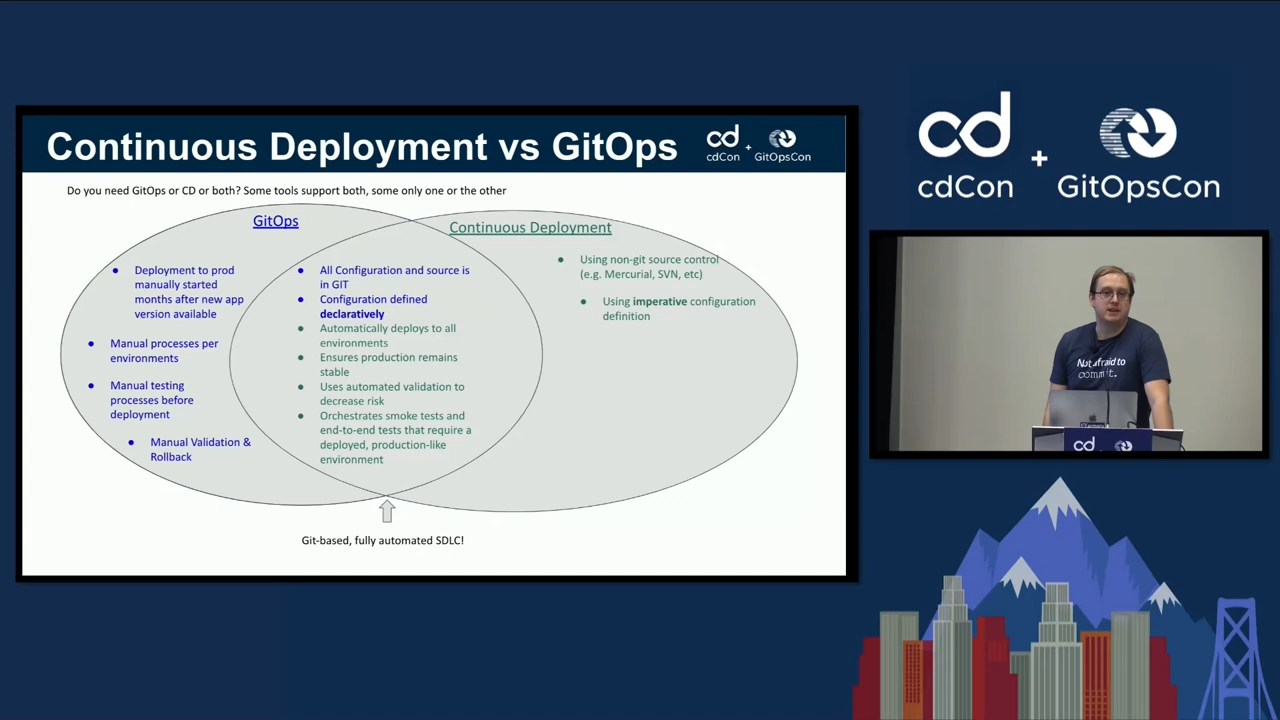 Continuous Deployment vs GitOps
cd
cdCon
+
GitOpsCon
Do you need GitOps or CD or both? Some tools support both, some only one or the other
GitOps
● Deployment to prod
manually started
months after new app
version available
● Manual processes per
environments
● Manual testing
processes before
deployment
● Manual Validation &
Rollback
● All Configuration and source is
in GIT
● Configuration defined
declaratively
● Automatically deploys to all
environments
● Ensures production remains
stable
● Uses automated validation to
decrease risk
● Orchestrates smoke tests and
end-to-end tests that require a
deployed, production-like
environment
Continuous Deployment
● Using non-git source control
(e.g. Mercurial, SVN, etc)
● Using imperative configuration
definition
Git-based, fully automated SDLC!
cd
cdCon
+
GitOpsCon
Not afraid to
commit.
cd